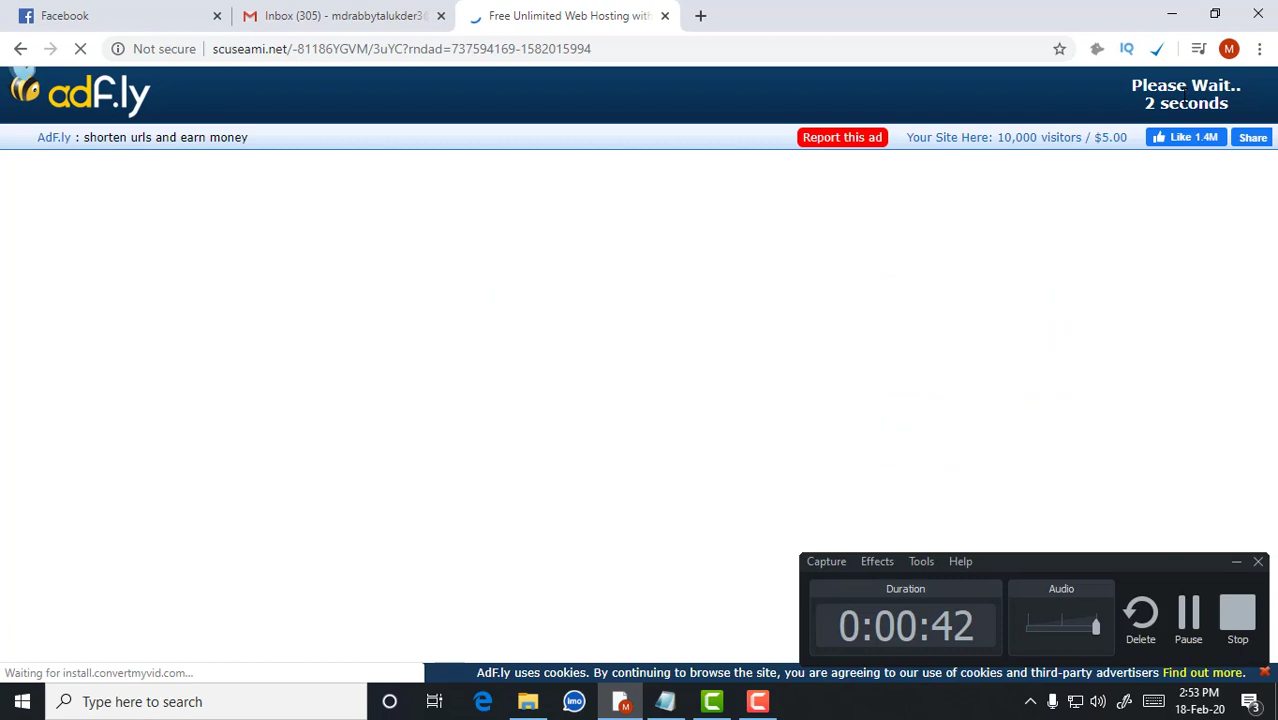 Facebook
Inbox (305) - mdrabbytalukder3
Free Unlimited Web Hosting with
Not secure
scuseami.net/-81186YGVM/3uYC?rndad=737594169-1582015994
IQ
M
adf.ly
Please Wait..
2 seconds
AdF.ly : shorten urls and earn money
Report this ad
Your Site Here: 10,000 visitors / $5.00
Like 1.4M
Share
Capture
Effects
Tools
Help
Duration
Audio
0:00:42
Delete
Pause
Stop
Waiting for install.convertmyvid.com...
AdF.ly uses cookies. By continuing to browse the site, you are agreeing to our use of cookies and third-party advertisers Find out more.
Type here to search
imo
M
C
C
2:53 PM
18-Feb-20
3